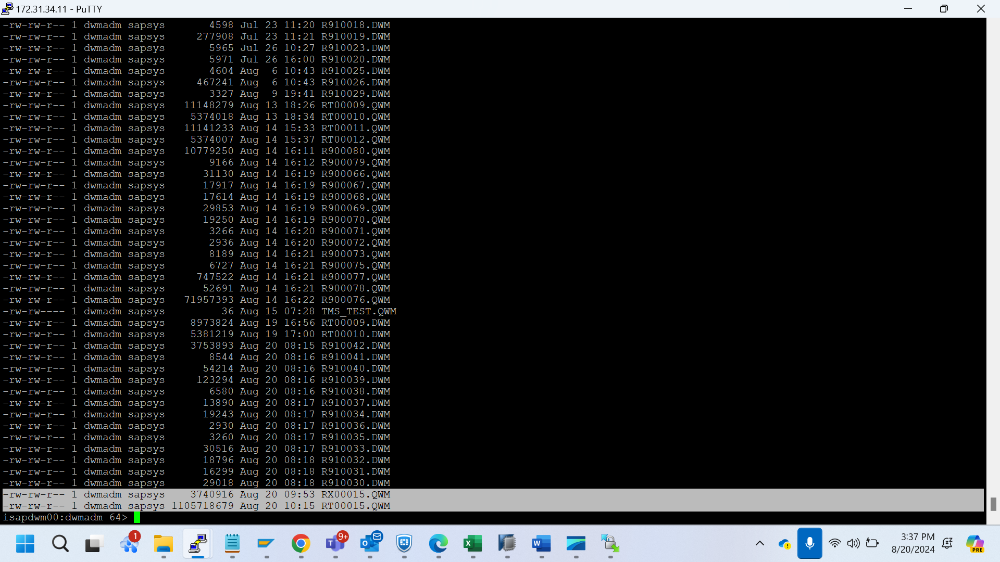 172.31.34.11 - PuTTY
-rw-rw-r-- 1 dwmadm sapsys       4598 Jul 23 11:20 R910018.DWM
-rw-rw-r-- 1 dwmadm sapsys     277908 Jul 23 11:21 R910019.DWM
-rw-rw-r-- 1 dwmadm sapsys       5965 Jul 26 10:27 R910023.DWM
-rw-rw-r-- 1 dwmadm sapsys       5971 Jul 26 16:00 R910020.DWM
-rw-rw-r-- 1 dwmadm sapsys       4604 Aug  6 10:43 R910025.DWM
-rw-rw-r-- 1 dwmadm sapsys     467241 Aug  6 10:43 R910026.DWM
-rw-rw-r-- 1 dwmadm sapsys       3327 Aug  9 19:41 R910029.DWM
-rw-rw-r-- 1 dwmadm sapsys   11148279 Aug 13 18:26 RT00009.QWM
-rw-rw-r-- 1 dwmadm sapsys    5374018 Aug 13 18:34 RT00010.QWM
-rw-rw-r-- 1 dwmadm sapsys   11141233 Aug 14 15:33 RT00011.QWM
-rw-rw-r-- 1 dwmadm sapsys    5374007 Aug 14 15:37 RT00012.QWM
-rw-rw-r-- 1 dwmadm sapsys   10779250 Aug 14 16:11 R900080.QWM
-rw-rw-r-- 1 dwmadm sapsys       9166 Aug 14 16:12 R900079.QWM
-rw-rw-r-- 1 dwmadm sapsys      31130 Aug 14 16:19 R900066.QWM
-rw-rw-r-- 1 dwmadm sapsys      17917 Aug 14 16:19 R900067.QWM
-rw-rw-r-- 1 dwmadm sapsys      17614 Aug 14 16:19 R900068.QWM
-rw-rw-r-- 1 dwmadm sapsys      29853 Aug 14 16:19 R900069.QWM
-rw-rw-r-- 1 dwmadm sapsys      19250 Aug 14 16:19 R900070.QWM
-rw-rw-r-- 1 dwmadm sapsys       3266 Aug 14 16:20 R900071.QWM
-rw-rw-r-- 1 dwmadm sapsys       2936 Aug 14 16:20 R900072.QWM
-rw-rw-r-- 1 dwmadm sapsys       8189 Aug 14 16:21 R900073.QWM
-rw-rw-r-- 1 dwmadm sapsys       6727 Aug 14 16:21 R900075.QWM
-rw-rw-r-- 1 dwmadm sapsys     747522 Aug 14 16:21 R900077.QWM
-rw-rw-r-- 1 dwmadm sapsys      52691 Aug 14 16:21 R900078.QWM
-rw-rw-r-- 1 dwmadm sapsys   71957393 Aug 14 16:22 R900076.QWM
-rw-rw---- 1 dwmadm sapsys         36 Aug 15 07:28 TMS_TEST.QWM
-rw-rw-r-- 1 dwmadm sapsys    8973824 Aug 19 16:56 RT00009.DWM
-rw-rw-r-- 1 dwmadm sapsys    5381219 Aug 19 17:00 RT00010.DWM
-rw-rw-r-- 1 dwmadm sapsys    3753893 Aug 20 08:15 R910042.DWM
-rw-rw-r-- 1 dwmadm sapsys       8544 Aug 20 08:16 R910041.DWM
-rw-rw-r-- 1 dwmadm sapsys      54214 Aug 20 08:16 R910040.DWM
-rw-rw-r-- 1 dwmadm sapsys     123294 Aug 20 08:16 R910039.DWM
-rw-rw-r-- 1 dwmadm sapsys       6580 Aug 20 08:16 R910038.DWM
-rw-rw-r-- 1 dwmadm sapsys      13890 Aug 20 08:17 R910037.DWM
-rw-rw-r-- 1 dwmadm sapsys      19243 Aug 20 08:17 R910034.DWM
-rw-rw-r-- 1 dwmadm sapsys       2930 Aug 20 08:17 R910036.DWM
-rw-rw-r-- 1 dwmadm sapsys       3260 Aug 20 08:17 R910035.DWM
-rw-rw-r-- 1 dwmadm sapsys      30516 Aug 20 08:17 R910033.DWM
-rw-rw-r-- 1 dwmadm sapsys      18796 Aug 20 08:18 R910032.DWM
-rw-rw-r-- 1 dwmadm sapsys      16299 Aug 20 08:18 R910031.DWM
-rw-rw-r-- 1 dwmadm sapsys      29018 Aug 20 08:18 R910030.DWM
-rw-rw-r-- 1 dwmadm sapsys    3740916 Aug 20 09:53 RX00015.QWM
-rw-rw-r-- 1 dwmadm sapsys 1105718679 Aug 20 10:15 RT00015.QWM
isapdwm00:dwmadm 64>
1
9+
3:37 PM
8/20/2024
PRE